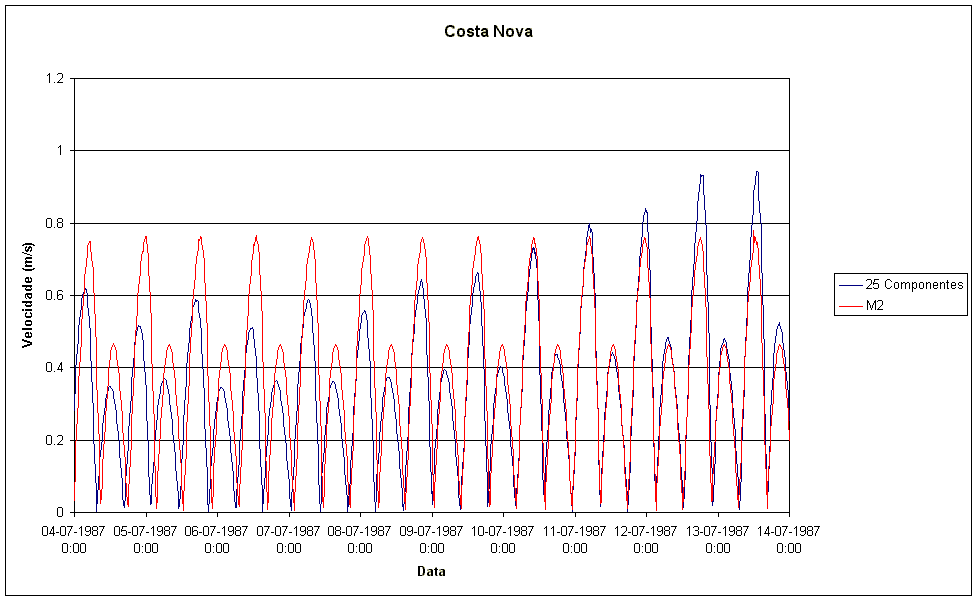 Costa Nova
1.2
1
0.8
0.6
0.4
0.2
0
Velocidade (m/s)
04-07-1987 05-07-1987 06-07-1987 07-07-1987 08-07-1987 09-07-1987 10-07-1987 11-07-1987 12-07-1987 13-07-1987 14-07-1987
0:00 0:00 0:00 0:00 0:00 0:00 0:00 0:00 0:00 0:00 0:00
Data
25 Componentes
M2